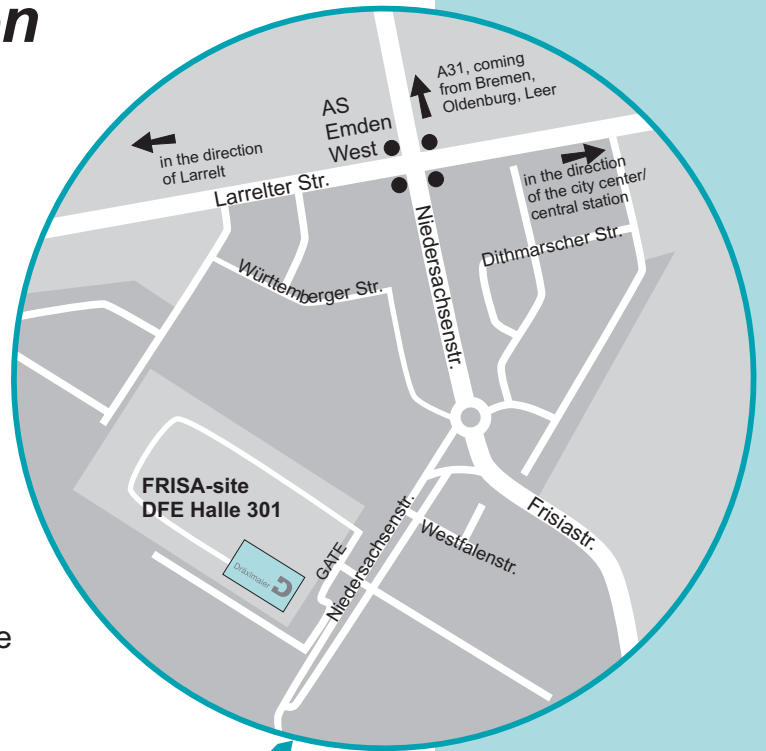 n
A31, coming
from Bremen,
Oldenburg, Leer
AS
Emden
West
in the direction
of Larrelt
in the direction
of the city center/
central station
Larrelter Str.
Niedersachsenstr.
Dithmarscher Str.
Württemberger Str.
FRISA-site
DFE Halle 301
Dräxlmaier
GATE
Niedersachsenstr.
Westfalenstr.
Frisiastr.
e